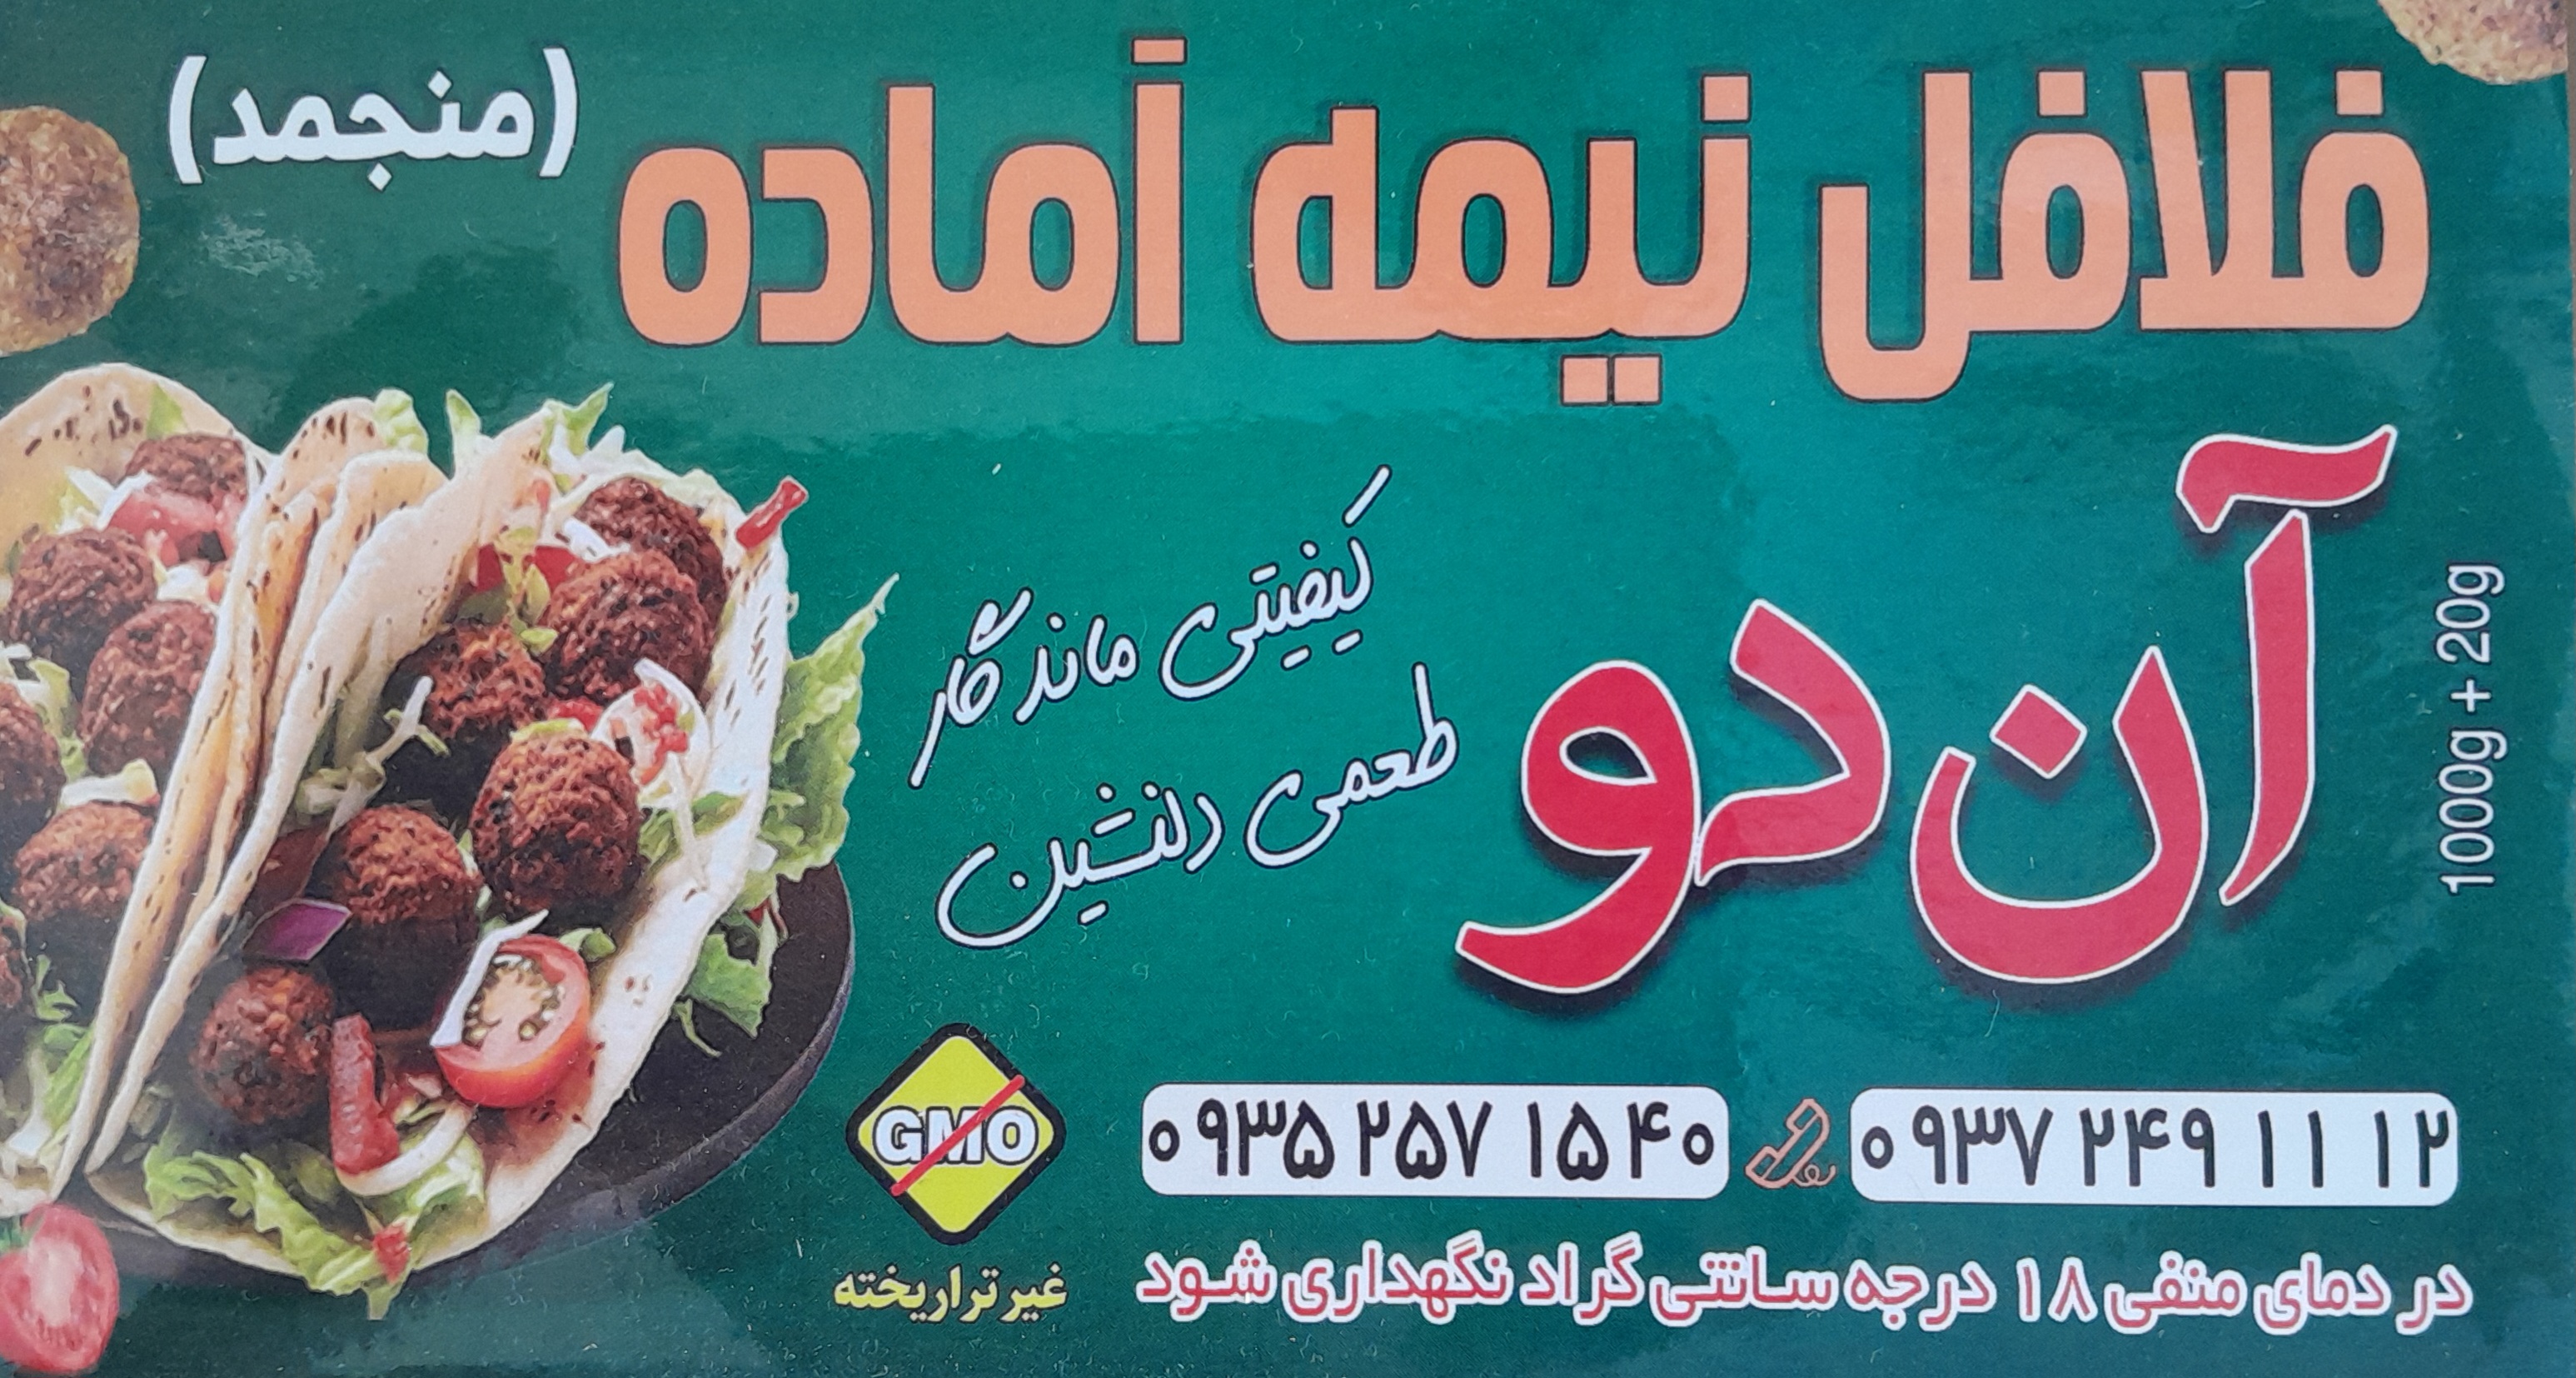 فلافل نیمه آماده (منجمد)
آن دو
کیفیتی ماندگار
طعمی دلنشین
1000g + 20g
۰۹۳۷ ۲۴۹ ۱۱ ۱۲
۰۹۳۵ ۲۵۷ ۱۵۴۰
GMO
غیر تراریخته
در دمای منفی ۱۸ درجه سانتی گراد نگهداری شود